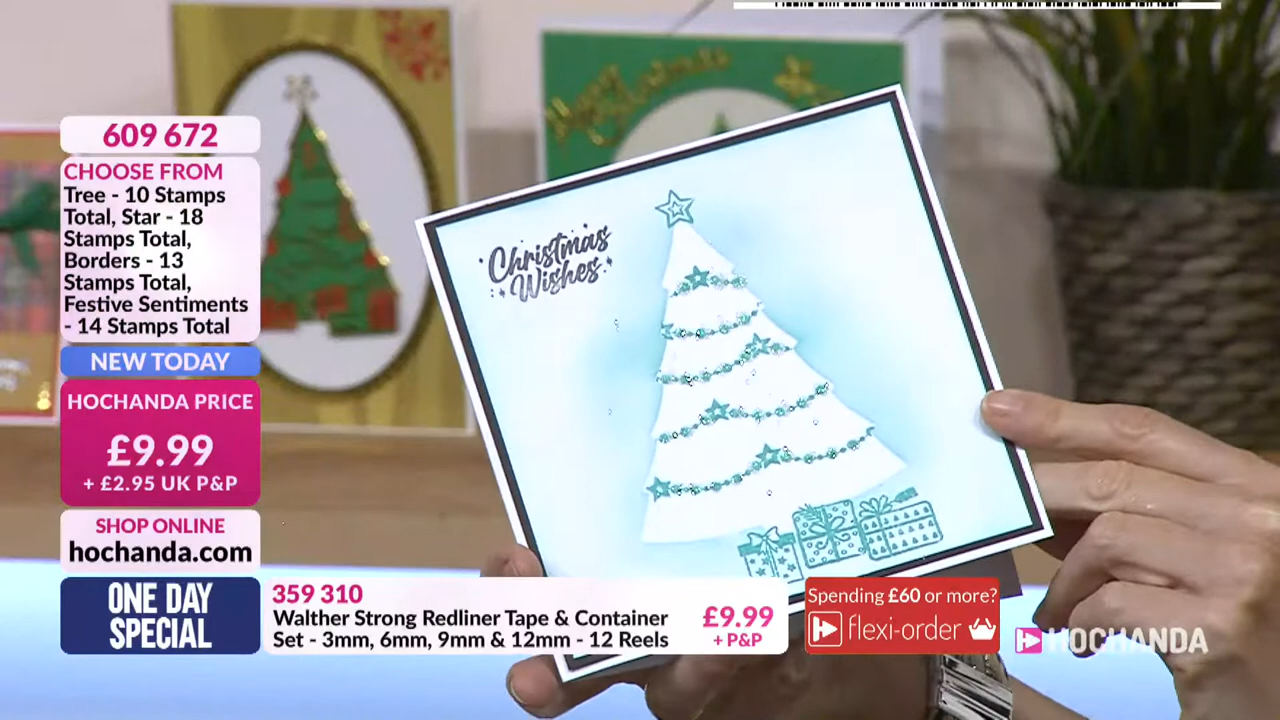 609 672
CHOOSE FROM
Tree - 10 Stamps
Total, Star - 18
Stamps Total,
Borders - 13
Stamps Total,
Festive Sentiments
- 14 Stamps Total
NEW TODAY
HOCHANDA PRICE
£9.99
+ £2.95 UK P&P
SHOP ONLINE
hochanda.com
Christmas
Wishes
ONE DAY
SPECIAL
359 310
Walther Strong Redliner Tape & Container
Set - 3mm, 6mm, 9mm & 12mm - 12 Reels
£9.99
+ P&P
Spending £60 or more?
flexi-order
HOCHANDA